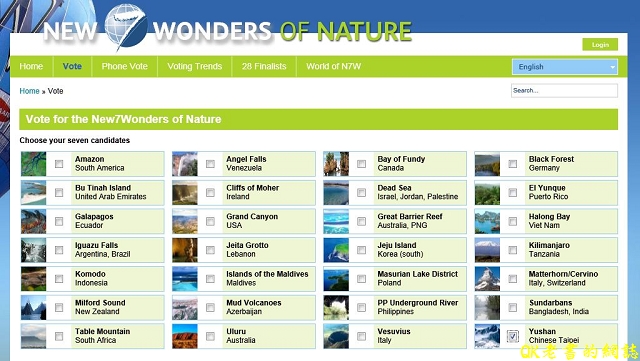 NEW 7 WONDERS OF NATURE
Login
Home Vote Phone Vote Voting Trends 28 Finalists World of N7W English
Home » Vote Search...
Vote for the New7Wonders of Nature
Choose your seven candidates
Amazon Angel Falls Bay of Fundy Black Forest
South America Venezuela Canada Germany
Bu Tinah Island Cliffs of Moher Dead Sea El Yunque
United Arab Emirates Ireland Israel, Jordan, Palestine Puerto Rico
Galapagos Grand Canyon Great Barrier Reef Halong Bay
Ecuador USA Australia, PNG Viet Nam
Iguazu Falls Jeita Grotto Jeju Island Kilimanjaro
Argentina, Brazil Lebanon Korea (south) Tanzania
Komodo Islands of the Maldives Masurian Lake District Matterhorn/Cervino
Indonesia Maldives Poland Italy, Switzerland
Milford Sound Mud Volcanoes PP Underground River Sundarbans
New Zealand Azerbaijan Philippines Bangladesh, India
Table Mountain Uluru Vesuvius Yushan
South Africa Australia Italy Chinese Taipei
OK老爹的網誌